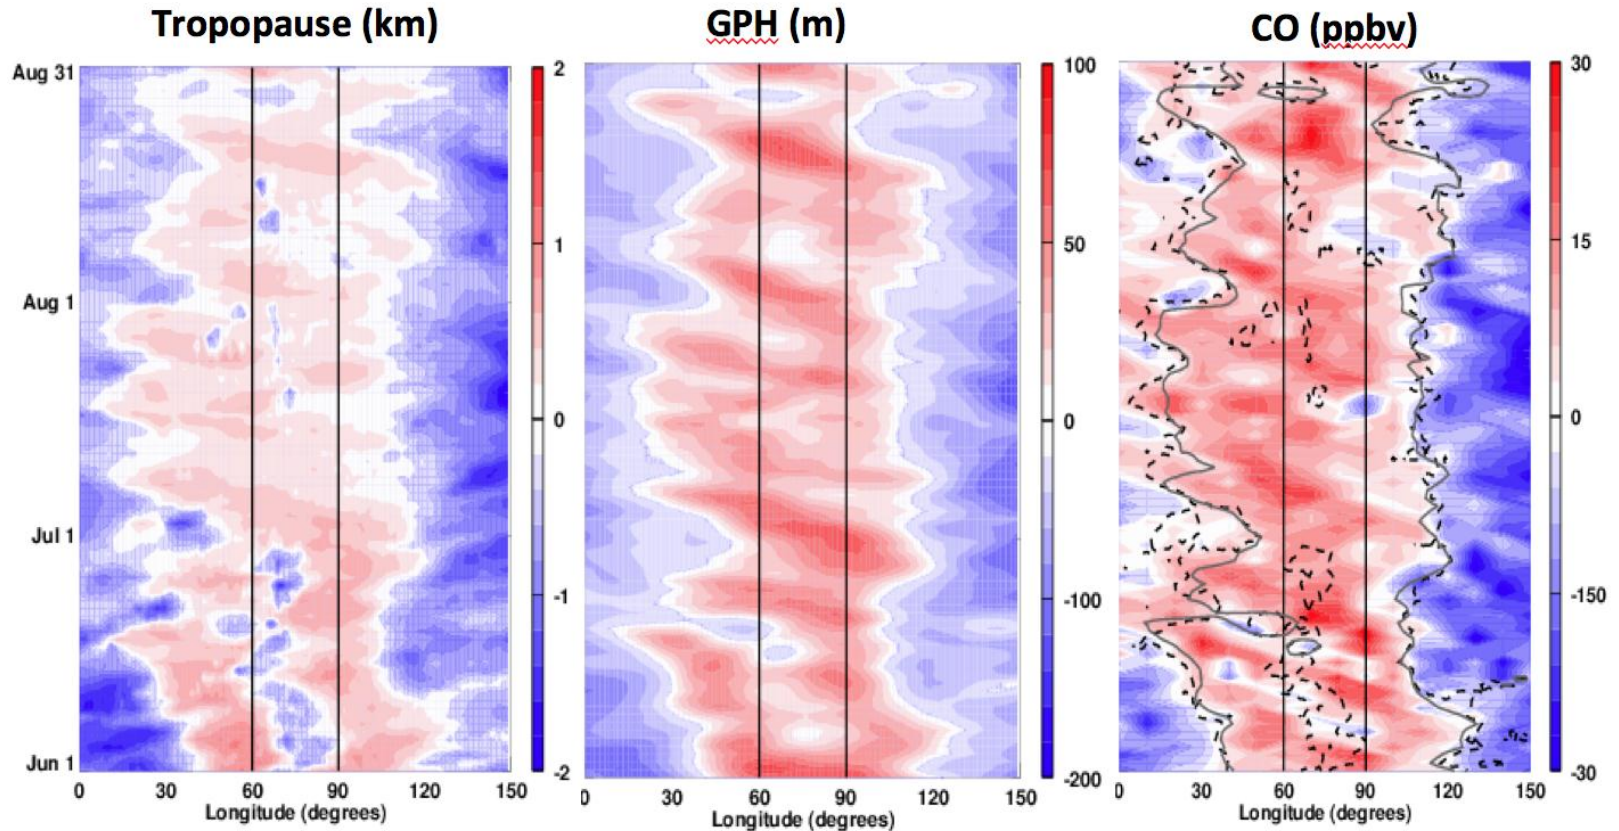 Tropopause (km)
GPH (m)
CO (ppbv)
Aug 31
Aug 1
Jul 1
Jun 1
0 30 60 90 120 150
Longitude (degrees)
2
1
0
-1
-2
0 30 60 90 120 150
Longitude (degrees)
100
50
0
-100
-200
0 30 60 90 120 150
Longitude (degrees)
30
15
0
-150
-30